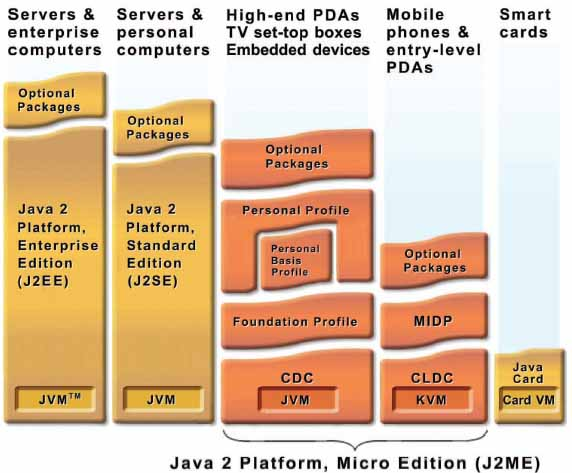 Servers &
enterprise
computers
Servers &
personal
computers
High-end PDAs
TV set-top boxes
Embedded devices
Mobile
phones &
entry-level
PDAs
Smart
cards
Optional
Packages
Java 2
Platform,
Enterprise
Edition
(J2EE)
JVM™
Optional
Packages
Java 2
Platform,
Standard
Edition
(J2SE)
JVM
Optional
Packages
Personal Profile
Personal
Basis
Profile
Foundation Profile
CDC
JVM
Optional
Packages
MIDP
CLDC
KVM
Java
Card
Card VM
Java 2 Platform, Micro Edition (J2ME)